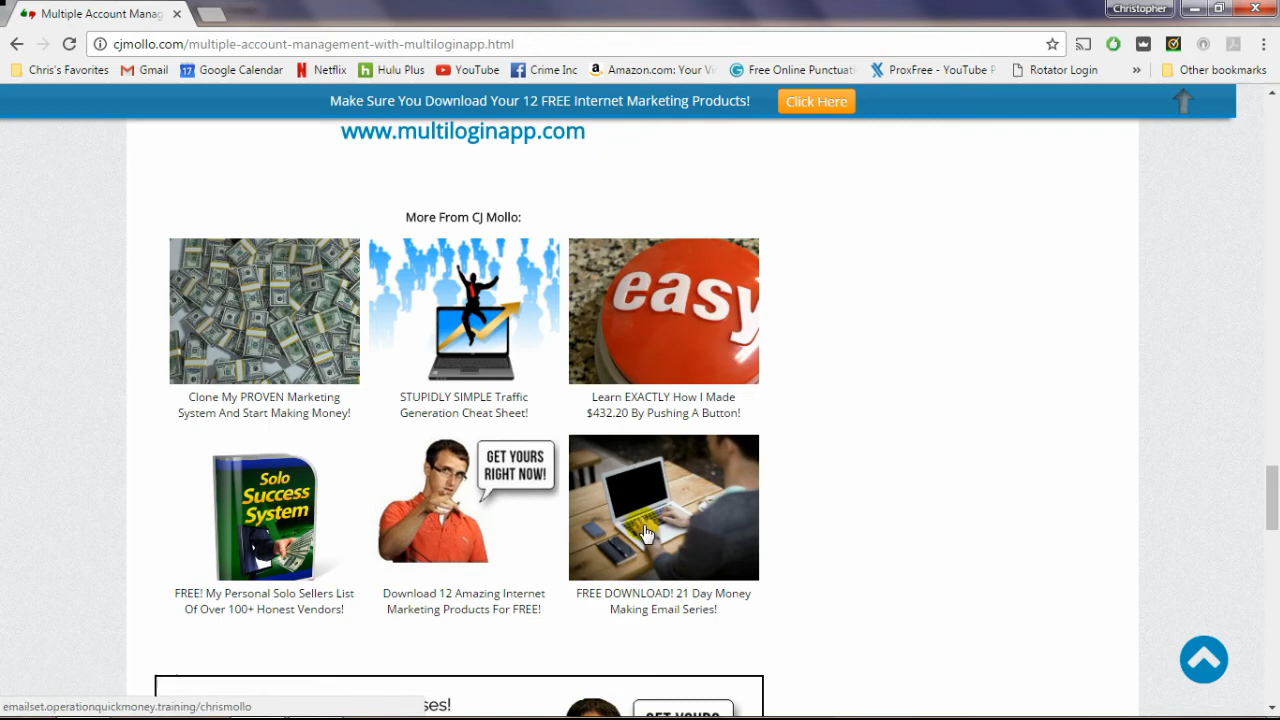 Multiple Account Manag
Christopher
cjmollo.com/multiple-account-management-with-multiloginapp.html
Chris's Favorites
Gmail
17 Google Calendar
Netflix
Hulu Plus
YouTube
Crime Inc
Amazon.com: Your Vi
Free Online Punctuati
ProxFree - YouTube P
Rotator Login
»
Other bookmarks
Make Sure You Download Your 12 FREE Internet Marketing Products!
Click Here
www.multiloginapp.com
More From CJ Mollo:
easy
Clone My PROVEN Marketing
System And Start Making Money!
STUPIDLY SIMPLE Traffic
Generation Cheat Sheet!
Learn EXACTLY How I Made
$432.20 By Pushing A Button!
Solo
Success
System
GET YOURS
RIGHT NOW!
FREE! My Personal Solo Sellers List
Of Over 100+ Honest Vendors!
Download 12 Amazing Internet
Marketing Products For FREE!
FREE DOWNLOAD! 21 Day Money
Making Email Series!
emailset.operationquickmoney.training/chrismollo
ses!
GET YOURS